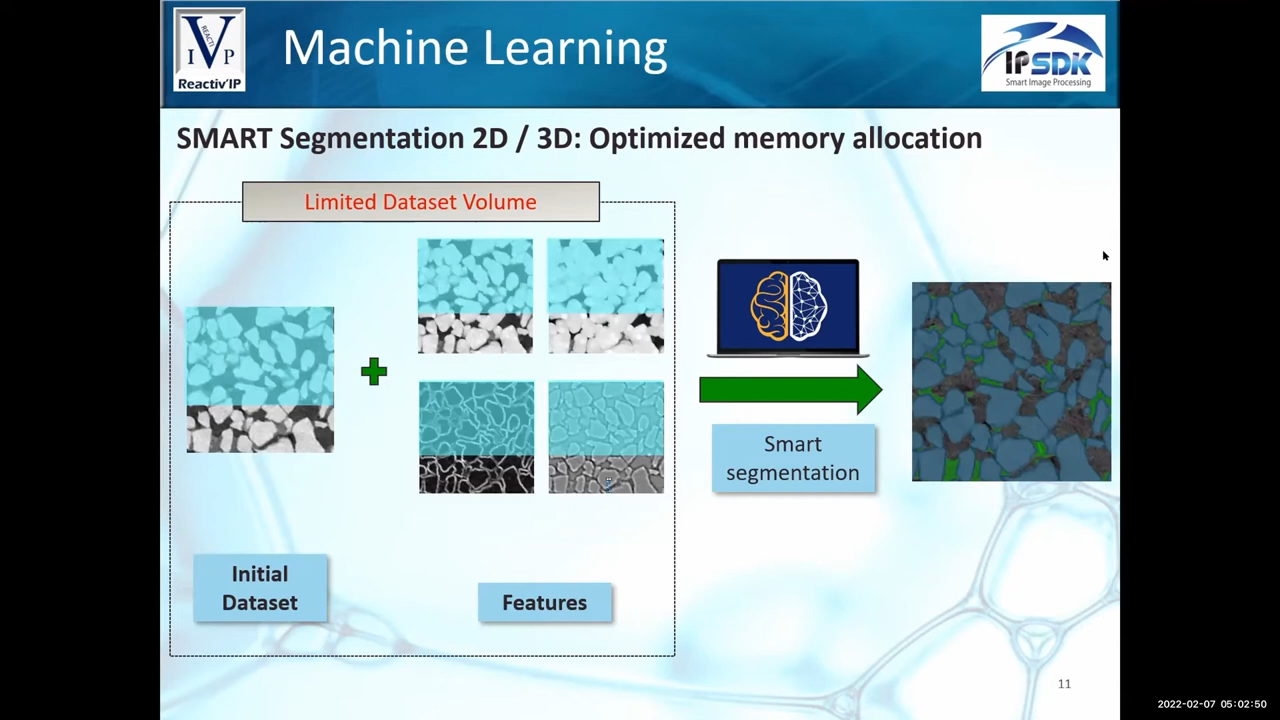 REACTIV
IVP
Reactiv'IP
Machine Learning
IPSDK
Smart Image Processing
SMART Segmentation 2D / 3D: Optimized memory allocation
Limited Dataset Volume
Smart
segmentation
Initial
Dataset
Features
11
2022-02-07 05:02:50